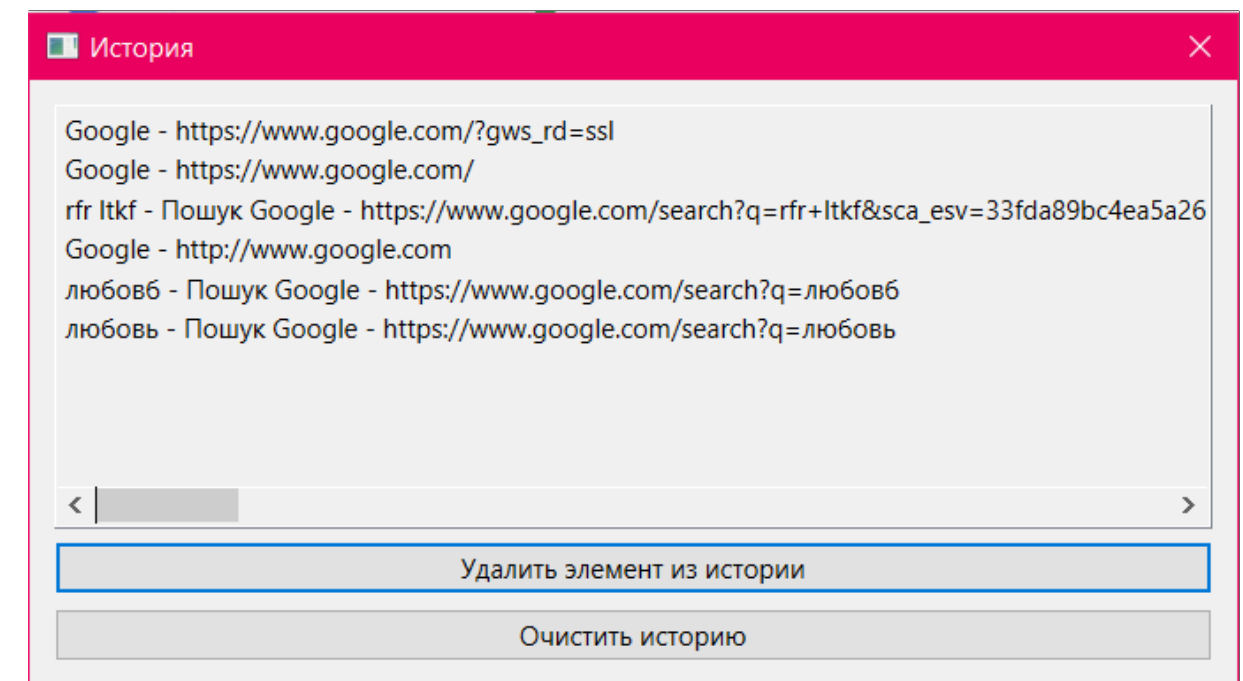 История
Google - https://www.google.com/?gws_rd=ssl
Google - https://www.google.com/
rfr ltkf - Пошук Google - https://www.google.com/search?q=rfr+ltkf&sca_esv=33fda89bc4ea5a26
Google - http://www.google.com
любовб - Пошук Google - https://www.google.com/search?q=любовб
любовь - Пошук Google - https://www.google.com/search?q=любовь
Удалить элемент из истории
Очистить историю